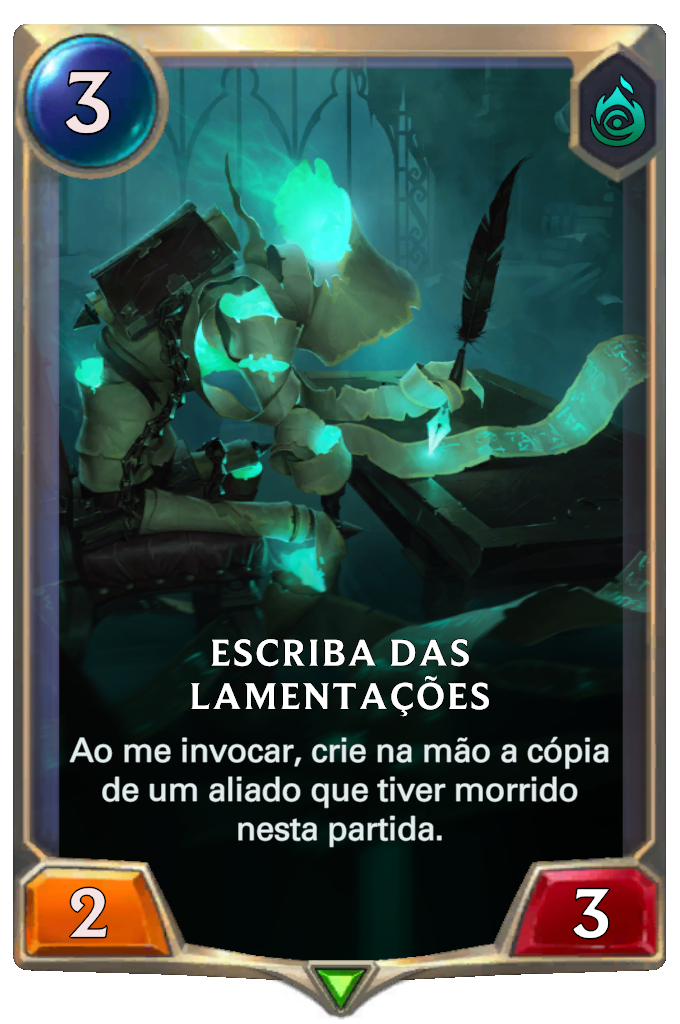 3
ESCRIBA DAS
LAMENTAÇÕES
Ao me invocar, crie na mão a cópia
de um aliado que tiver morrido
nesta partida.
2
3